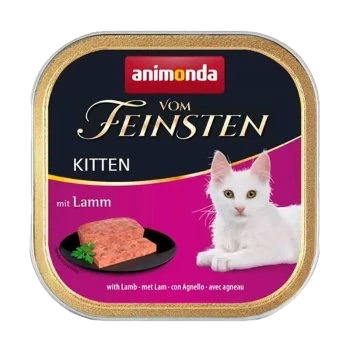 animonda
VOM
FEINSTEN
KITTEN
mit Lamm
with Lamb - met Lam - con Agnello - avec agneau